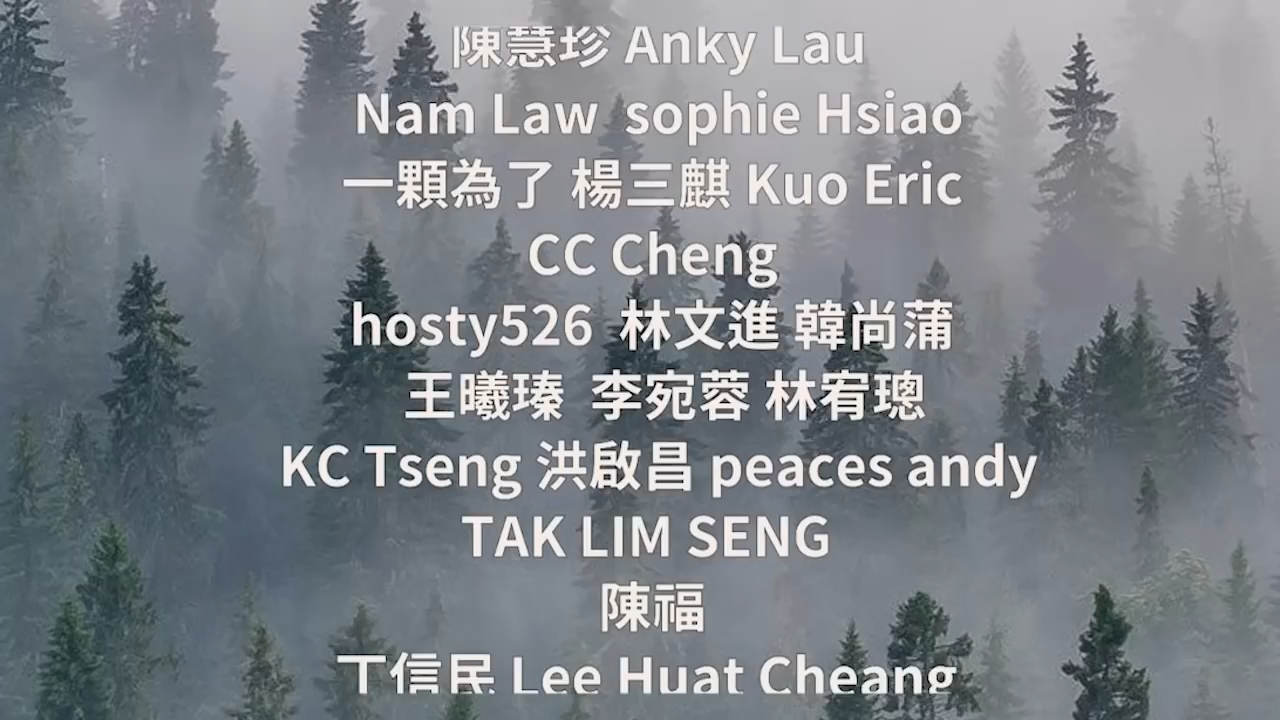 陳慧珍 Anky Lau
Nam Law  sophie Hsiao
一顆為了 楊三麒 Kuo Eric
CC Cheng
hosty526  林文進 韓尚蒲
王曦瑧  李宛蓉 林宥璁
KC Tseng 洪啟昌 peaces andy
TAK LIM SENG
陳福
丁信民 Lee Huat Cheang